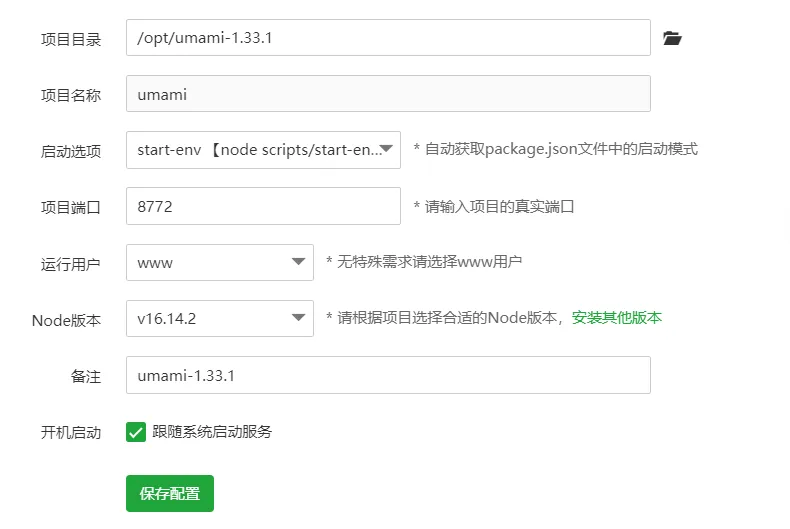 项目目录 /opt/umami-1.33.1
项目名称 umami
启动选项 start-env 【node scripts/start-en... * 自动获取package.json文件中的启动模式
项目端口 8772 * 请输入项目的真实端口
运行用户 www * 无特殊需求请选择www用户
Node版本 v16.14.2 * 请根据项目选择合适的Node版本，安装其他版本
备注 umami-1.33.1
开机启动 跟随系统启动服务
保存配置